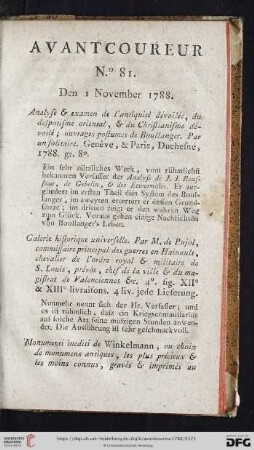 AVANTCOUREUR
N.º 81.
Den 1 November 1788.
Analyse & examen de l'antiquité dévoilée, du
despotisme oriental, & du Christianisme dé-
voilé; ouvrages postumes de Boullanger. Par
un solitaire. Genève, & Paris, Duchesne,
1788. gr. 8º.
Ein sehr nützliches Werk, vom rühmlichst
bekannten Verfasser der Analyse de J. J. Rous-
seau, de Gebelin, & des Economistes. Er zer-
gliedert im ersten Theil das System des Boul-
langer, im zweyten erörtert er dessen Grund-
sätze; im dritten zeigt er den wahren Weg
zum Glück. Voraus gehen einige Nachrichten
von Boullanger's Leben.
Galerie historique universelle. Par M. de Pujol,
commissaire principal des guerres en Hainault,
chevalier de l'ordre royal & militaire de
S. Louis, prévôt, chef de la ville & du ma-
gistrat de Valenciennes &c. 4º. fig. XIIe
& XIIIe livraisons. 4 liv. jede Lieferung.
Nunmehr nennt sich der Hr. Verfasser; und
es ist rühmlich, dass ein Kriegscommissarius
auf solche Art seine müssigen Stunden anwen-
det. Die Ausführung ist sehr geschmackvoll.
Monumenti inediti de Winkelmann, ou choix
de monumens antiques, les plus précieux &
les moins connus, gravés & imprimés au